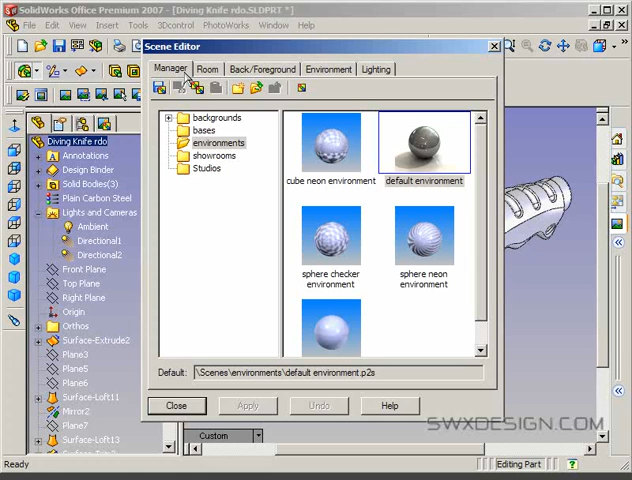 SolidWorks Office Premium 2007 - [Diving Knife rdo.SLDPRT *]
File Edit View Insert Tools 3Dcontrol PhotoWorks Window Help
Scene Editor
Manager Room Back/Foreground Environment Lighting
backgrounds
bases
environments
showrooms
Studios
cube neon environment
default environment
sphere checker environment
sphere neon environment
Default: \Scenes\environments\default environment.p2s
Close Apply Undo Help
Diving Knife rdo
Annotations
Design Binder
Solid Bodies(3)
Plain Carbon Steel
Lights and Cameras
Ambient
Directional1
Directional2
Front Plane
Top Plane
Right Plane
Origin
Orthos
Surface-Extrude2
Plane3
Plane5
Plane6
Surface-Loft11
Mirror2
Plane7
Surface-Loft13
SWXDESIGN.COM
Custom
Ready
Editing Part